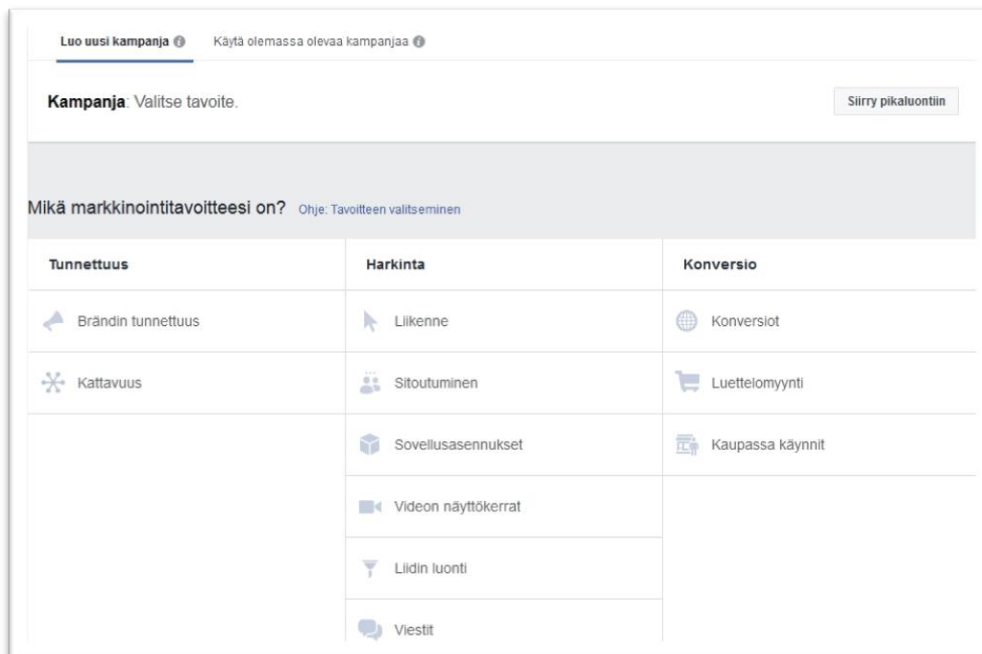 Luo uusi kampanja Käytä olemassa olevaa kampanjaa
Kampanja: Valitse tavoite. Siirry pikaluontiin
Mikä markkinointitavoitteesi on? Ohje: Tavoitteen valitseminen
Tunnettuus Harkinta Konversio
Brändin tunnettuus Liikenne Konversiot
Kattavuus Sitoutuminen Luettelomyynti
Sovellusasennukset Kaupassa käynnit
Videon näyttökerrat
Liidin luonti
Viestit